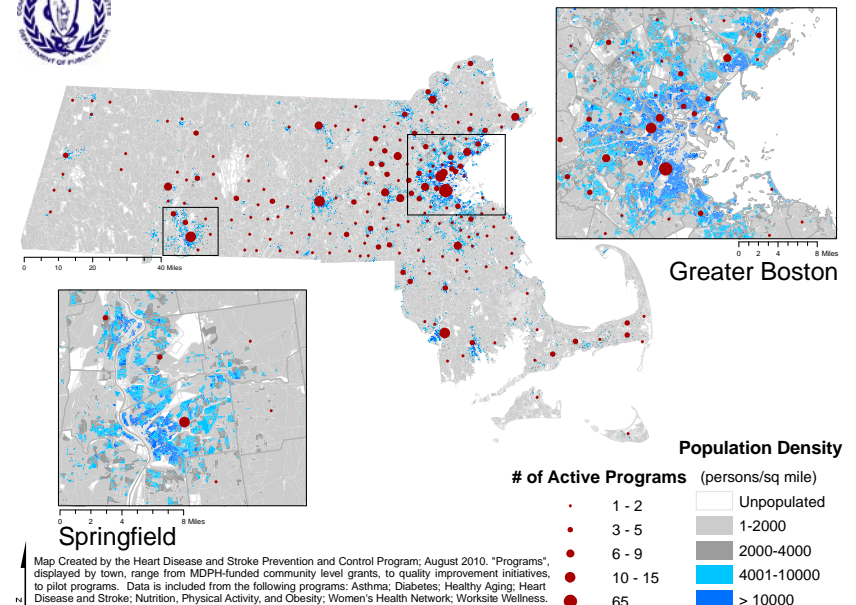 DEPARTMENT OF PUBLIC HEALTH
0 10 20 40 Miles
0 2 4 8 Miles
Greater Boston
0 2 4 8 Miles
Springfield
Population Density
# of Active Programs (persons/sq mile)
1 - 2
3 - 5
6 - 9
10 - 15
65
Unpopulated
1-2000
2000-4000
4001-10000
> 10000
Map Created by the Heart Disease and Stroke Prevention and Control Program; August 2010. "Programs",
displayed by town, range from MDPH-funded community level grants, to quality improvement initiatives,
to pilot programs. Data is included from the following programs: Asthma; Diabetes; Healthy Aging; Heart
Disease and Stroke; Nutrition, Physical Activity, and Obesity; Women's Health Network; Worksite Wellness.
N